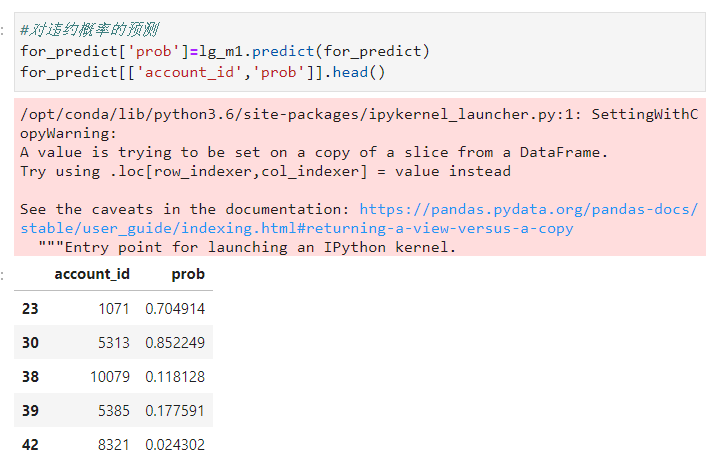 #对违约概率的预测
for_predict['prob']=lg_m1.predict(for_predict)
for_predict[['account_id','prob']].head()
/opt/conda/lib/python3.6/site-packages/ipykernel_launcher.py:1: SettingWithC
opyWarning:
A value is trying to be set on a copy of a slice from a DataFrame.
Try using .loc[row_indexer,col_indexer] = value instead
See the caveats in the documentation: https://pandas.pydata.org/pandas-docs/
stable/user_guide/indexing.html#returning-a-view-versus-a-copy
"""Entry point for launching an IPython kernel.
account_id prob
23 1071 0.704914
30 5313 0.852249
38 10079 0.118128
39 5385 0.177591
42 8321 0.024302